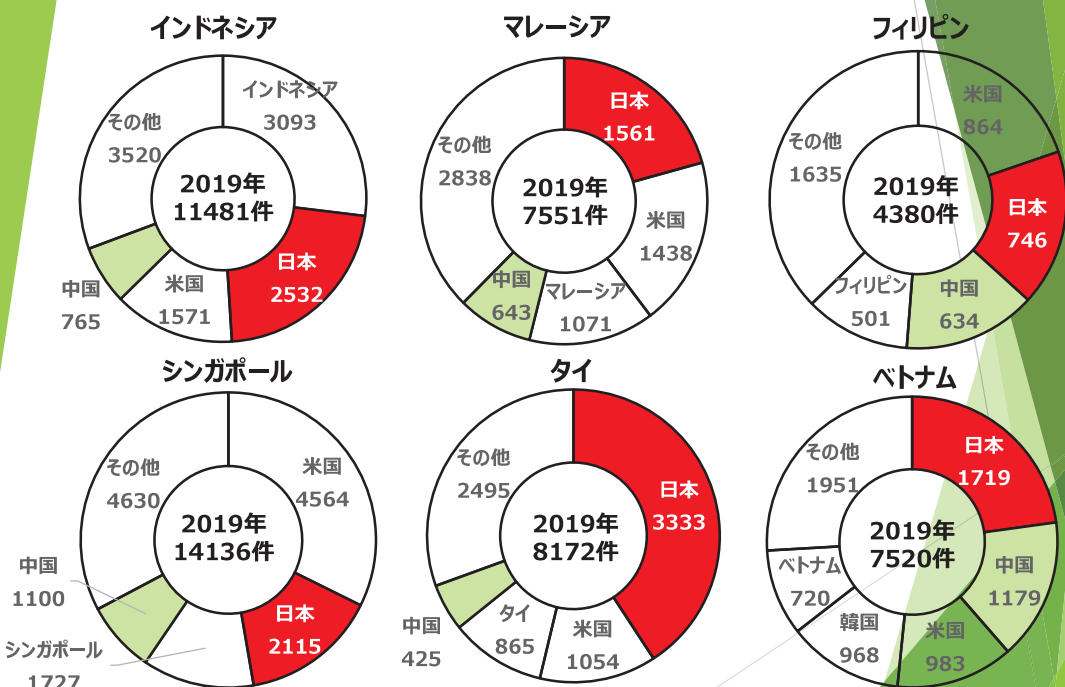 インドネシア
インドネシア
3093
日本
2532
米国
1571
中国
765
その他
3520
2019年
11481件
マレーシア
日本
1561
米国
1438
マレーシア
1071
中国
643
その他
2838
2019年
7551件
フィリピン
米国
864
日本
746
中国
634
フィリピン
501
その他
1635
2019年
4380件
シンガポール
米国
4564
日本
2115
シンガポール
1727
中国
1100
その他
4630
2019年
14136件
タイ
日本
3333
米国
1054
タイ
865
中国
425
その他
2495
2019年
8172件
ベトナム
日本
1719
中国
1179
米国
983
韓国
968
ベトナム
720
その他
1951
2019年
7520件